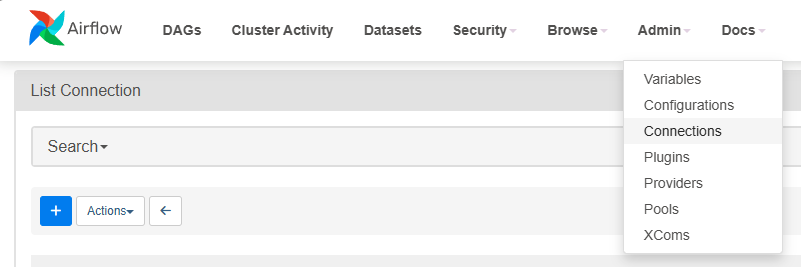 Airflow DAGs Cluster Activity Datasets Security Browse Admin Docs
List Connection
Search
Actions
Variables
Configurations
Connections
Plugins
Providers
Pools
XComs